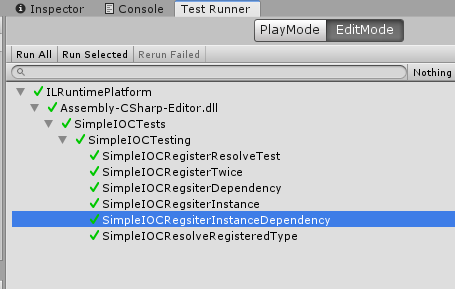 Inspector Console Test Runner
PlayMode EditMode
Run All Run Selected Rerun Failed
Nothing
ILRuntimePlatform
Assembly-CSharp-Editor.dll
SimpleIOCTests
SimpleIOCTesting
SimpleIOCRegisterResolveTest
SimpleIOCRegisterTwice
SimpleIOCRegsiterDependency
SimpleIOCRegsiterInstance
SimpleIOCRegsiterInstanceDependency
SimpleIOCResolveRegisteredType